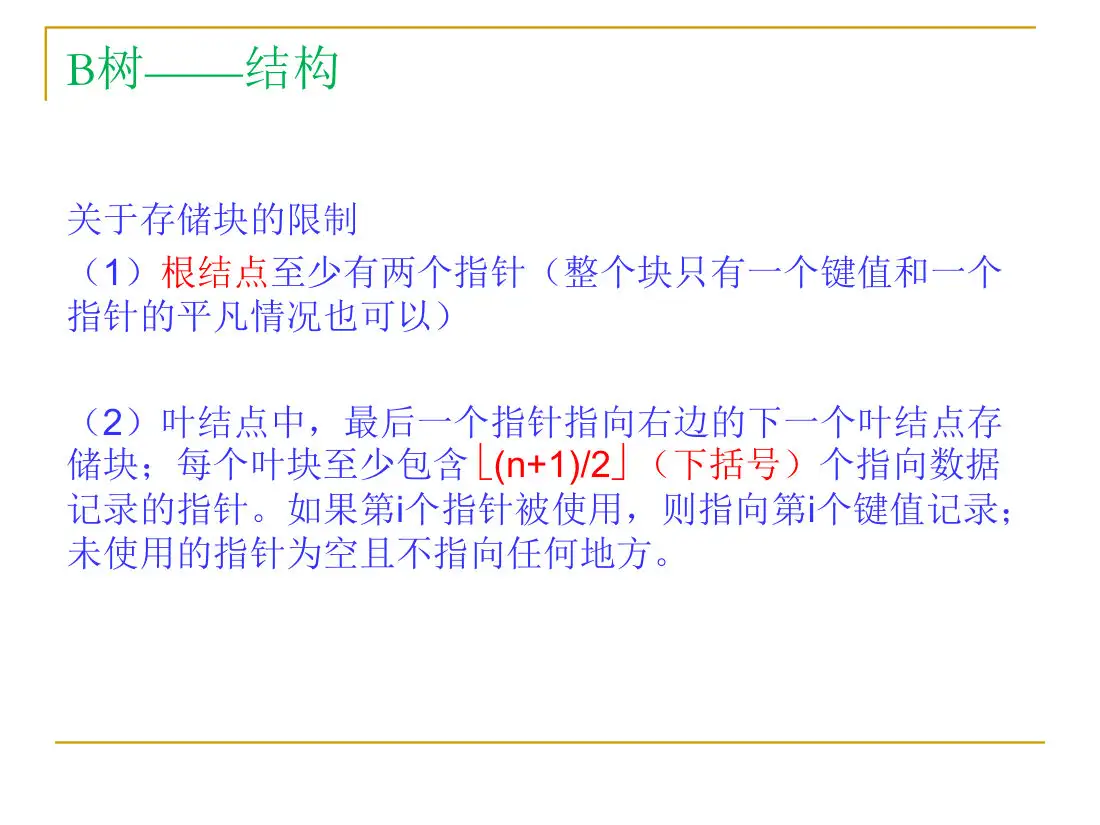 B树——结构
关于存储块的限制
（1）根结点至少有两个指针（整个块只有一个键值和一个
指针的平凡情况也可以）
（2）叶结点中，最后一个指针指向右边的下一个叶结点存
储块；每个叶块至少包含⌊(n+1)/2⌋（下括号）个指向数据
记录的指针。如果第i个指针被使用，则指向第i个键值记录；
未使用的指针为空且不指向任何地方。